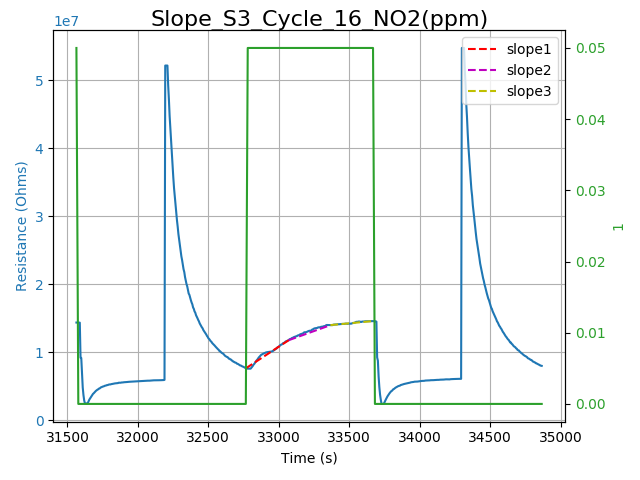 Slope_S3_Cycle_16_NO2(ppm)
1e7
slope1
slope2
slope3
5
4
3
2
1
0
Resistance (Ohms)
0.05
0.04
0.03
0.02
0.01
0.00
1
31500 32000 32500 33000 33500 34000 34500 35000
Time (s)